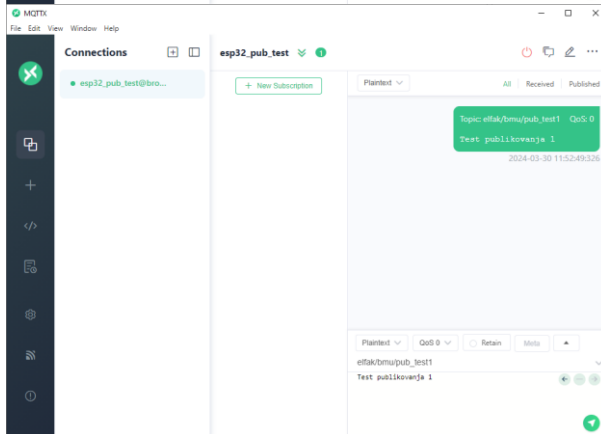 MQTTX
File Edit View Window Help
Connections
esp32_pub_test 1
esp32_pub_test@bro...
+ New Subscription
Plaintext
All Received Published
Topic: elfak/bmu/pub_test1 QoS: 0
Test publikovanja 1
2024-03-30 11:52:49:326
Plaintext QoS 0 Retain Meta
elfak/bmu/pub_test1
Test publikovanja 1